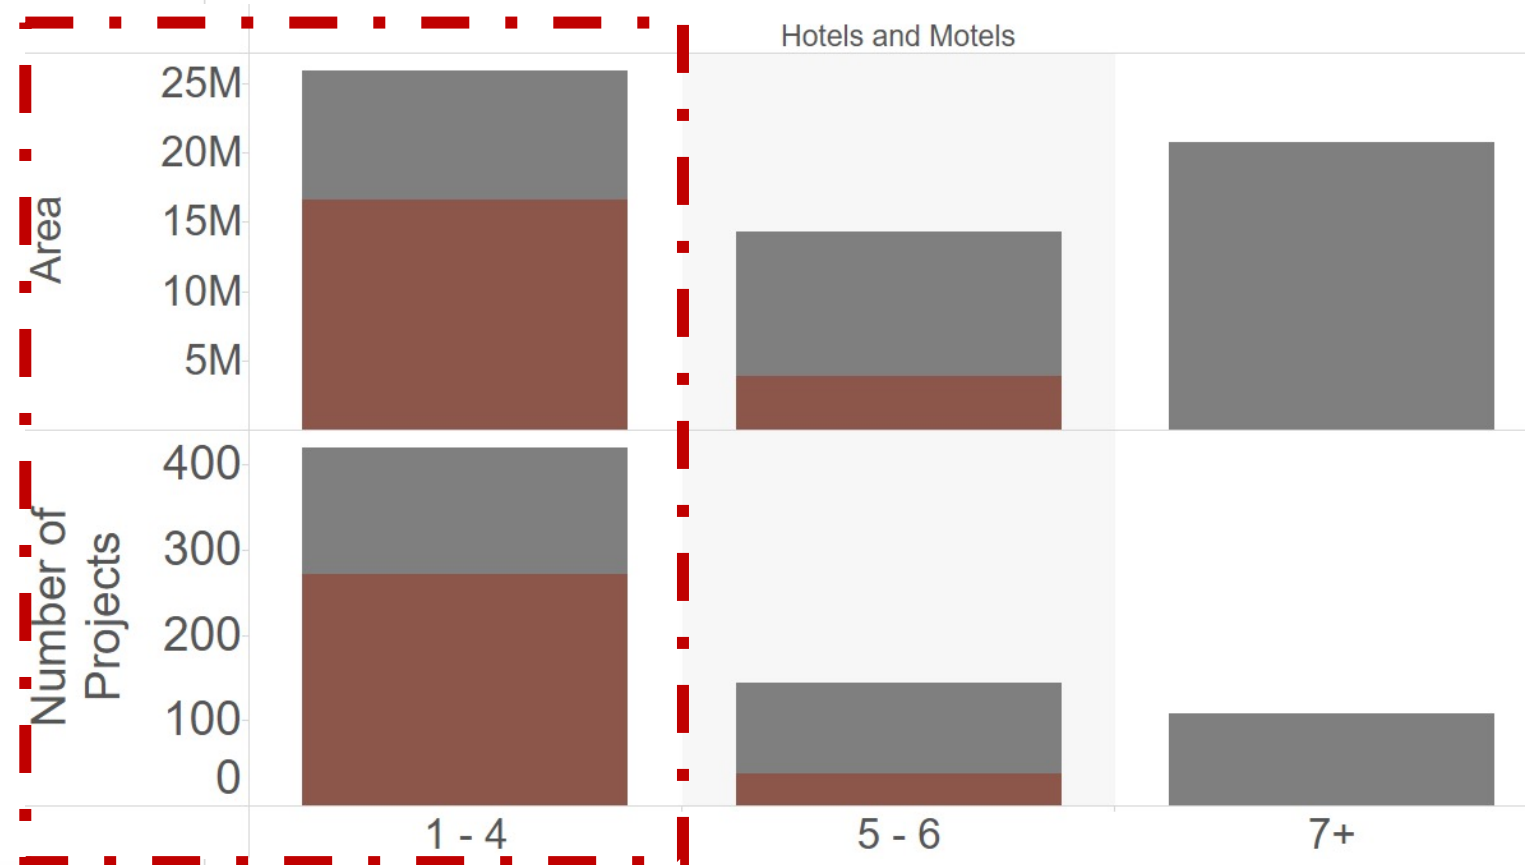 Hotels and Motels
25M
20M
15M
10M
5M
Area
400
300
200
100
0
Number of
Projects
1 - 4
5 - 6
7+